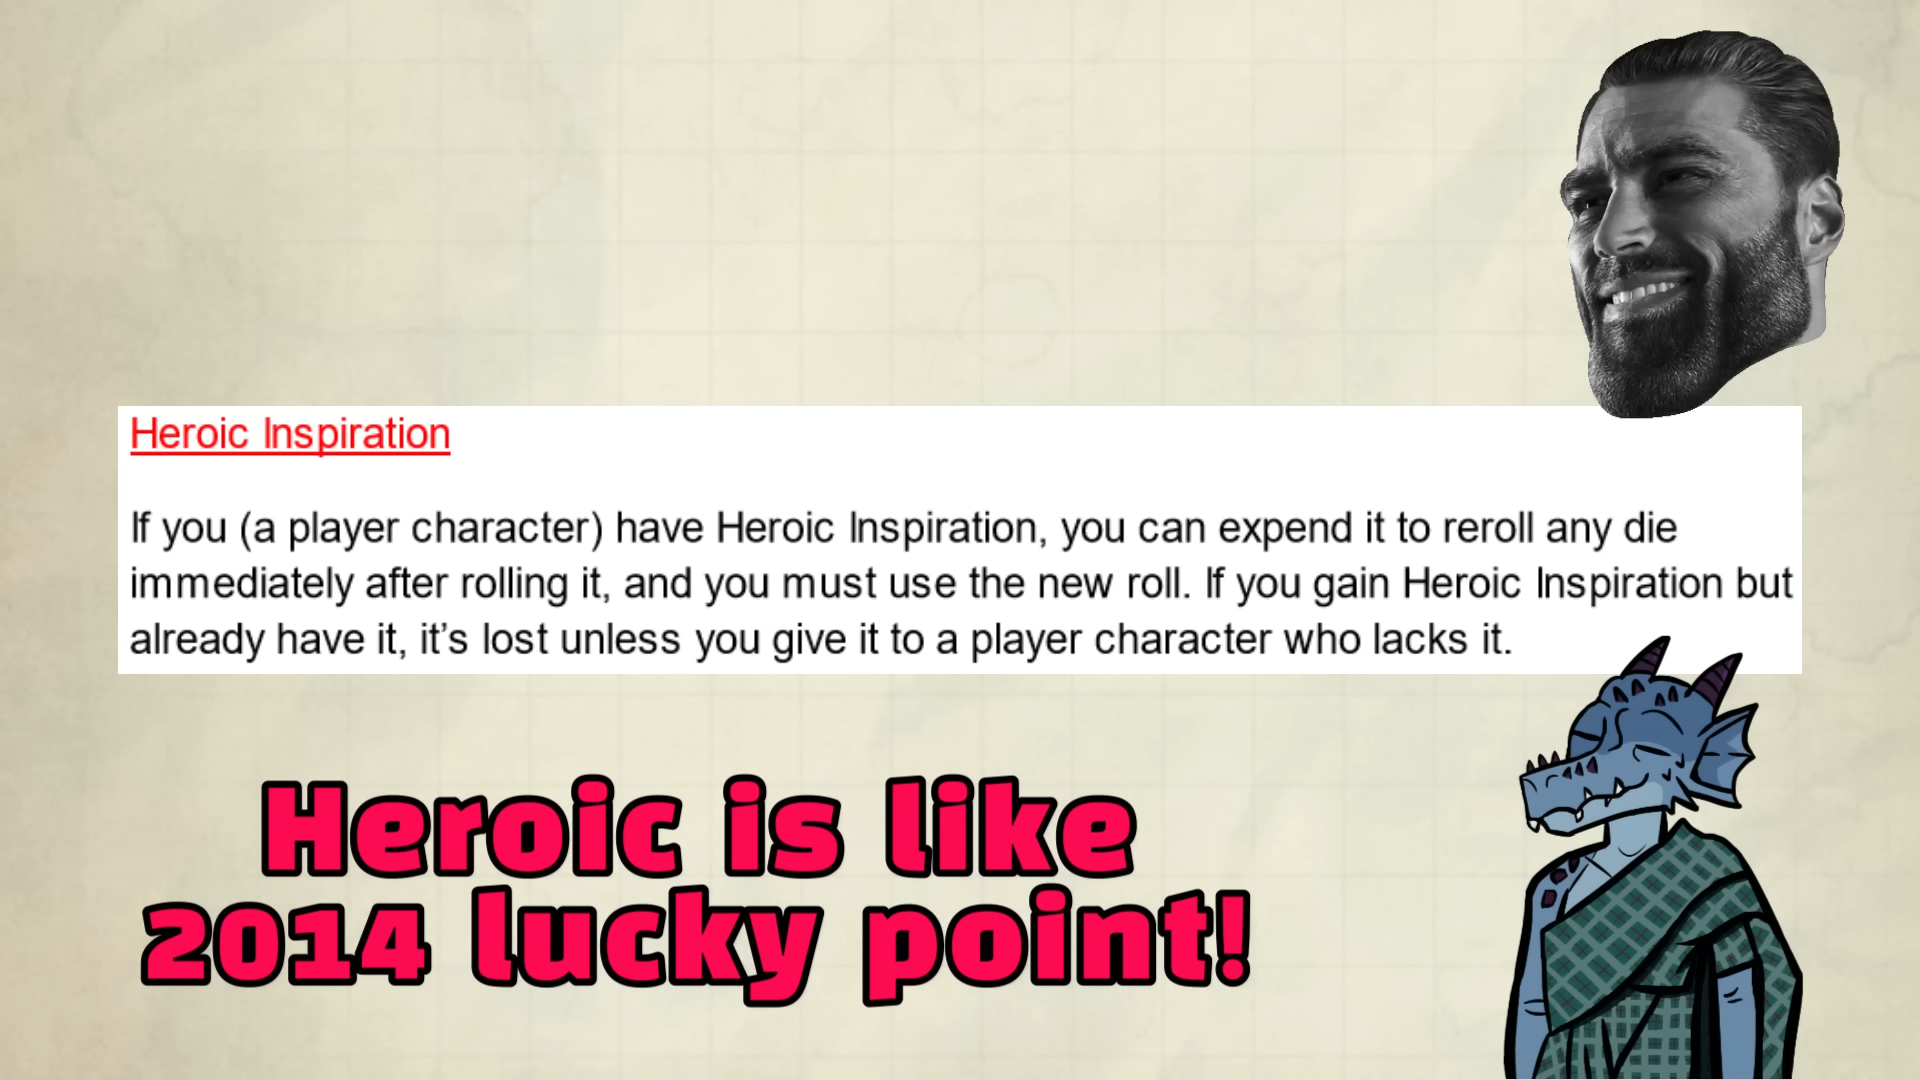 Heroic Inspiration
If you (a player character) have Heroic Inspiration, you can expend it to reroll any die
immediately after rolling it, and you must use the new roll. If you gain Heroic Inspiration but
already have it, it’s lost unless you give it to a player character who lacks it.
Heroic is like
2014 lucky point!